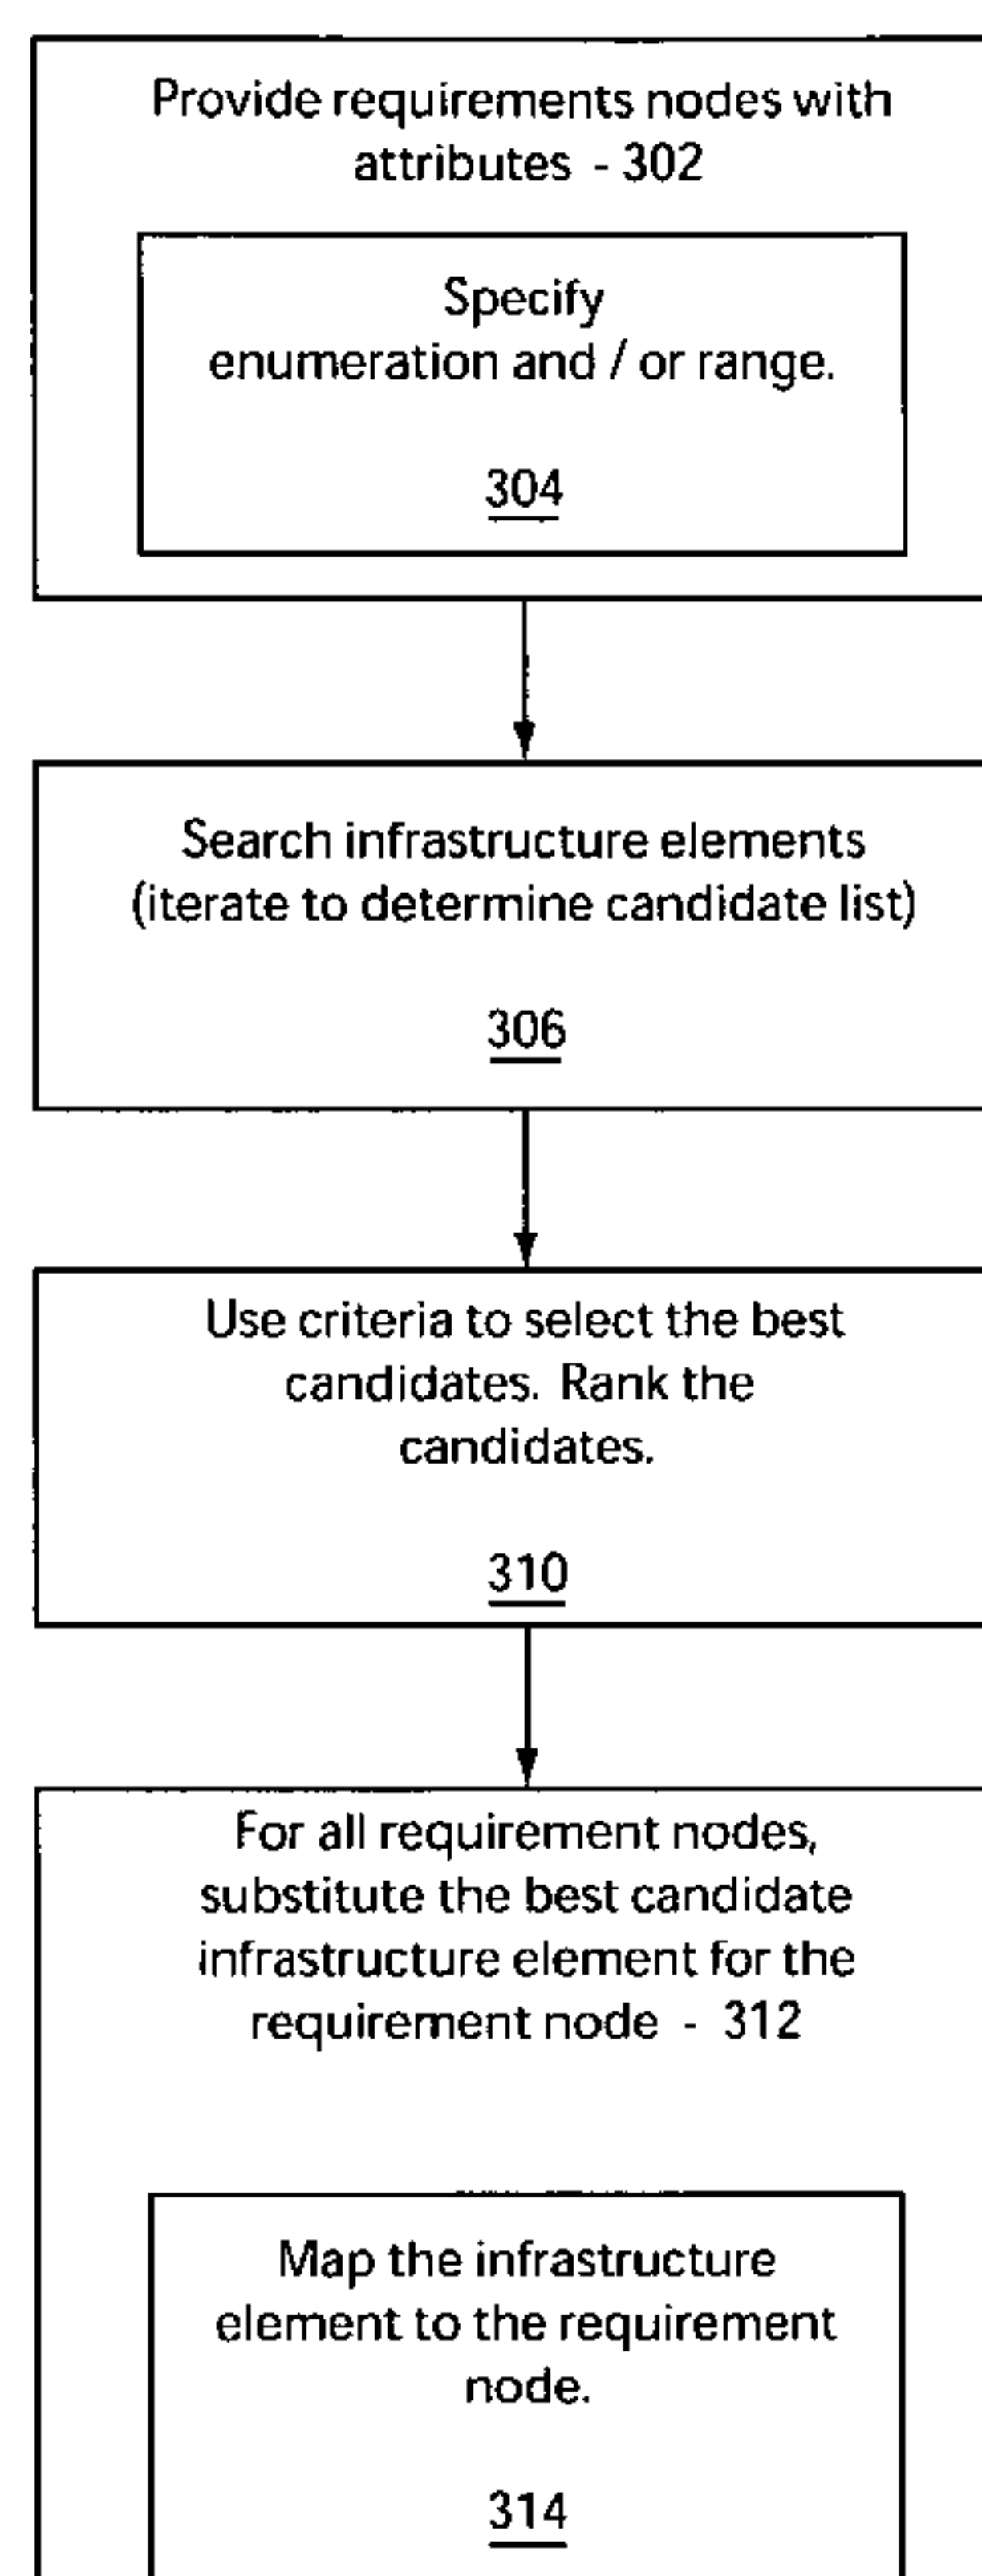 Provide requirements nodes with
attributes - 302
Specify
enumeration and / or range.
304
Search infrastructure elements
(iterate to determine candidate list)
306
Use criteria to select the best
candidates. Rank the
candidates.
310
For all requirement nodes,
substitute the best candidate
infrastructure element for the
requirement node - 312
Map the infrastructure
element to the requirement
node.
314